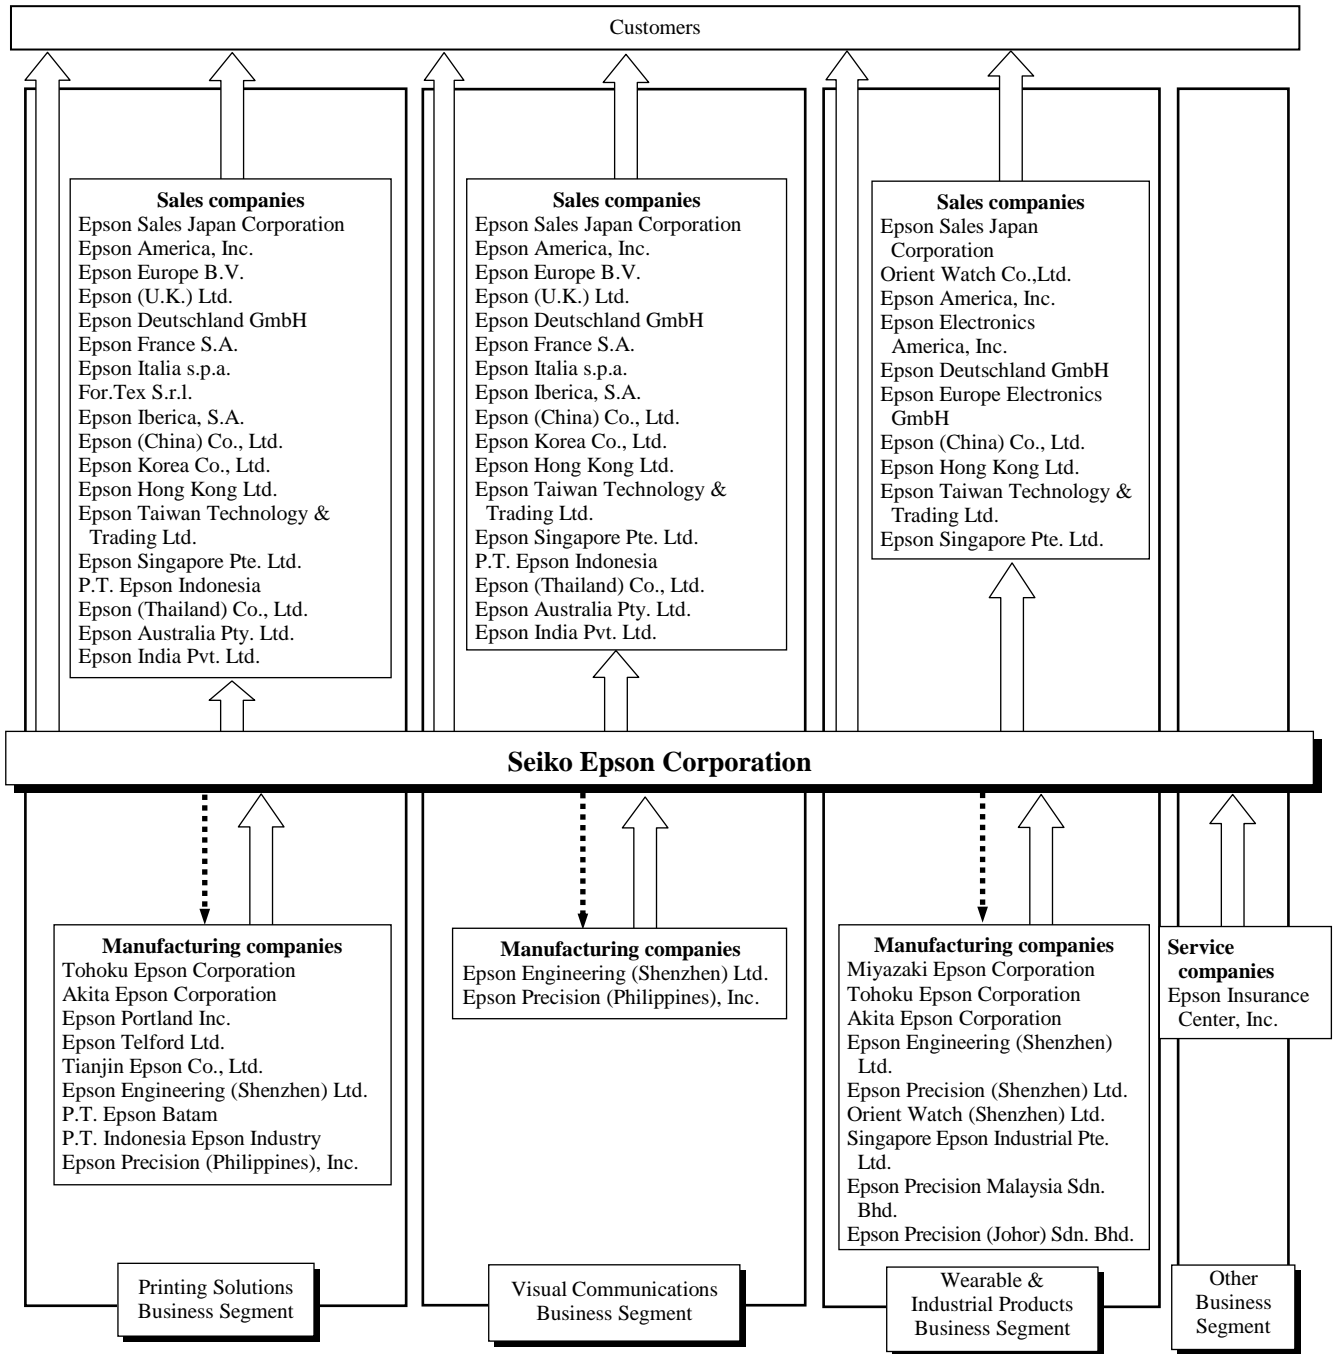 Customers
Sales companies
Epson Sales Japan Corporation
Epson America, Inc.
Epson Europe B.V.
Epson (U.K.) Ltd.
Epson Deutschland GmbH
Epson France S.A.
Epson Italia s.p.a.
For.Tex S.r.l.
Epson Iberica, S.A.
Epson (China) Co., Ltd.
Epson Korea Co., Ltd.
Epson Hong Kong Ltd.
Epson Taiwan Technology &
Trading Ltd.
Epson Singapore Pte. Ltd.
P.T. Epson Indonesia
Epson (Thailand) Co., Ltd.
Epson Australia Pty. Ltd.
Epson India Pvt. Ltd.
Sales companies
Epson Sales Japan Corporation
Epson America, Inc.
Epson Europe B.V.
Epson (U.K.) Ltd.
Epson Deutschland GmbH
Epson France S.A.
Epson Italia s.p.a.
Epson Iberica, S.A.
Epson (China) Co., Ltd.
Epson Korea Co., Ltd.
Epson Hong Kong Ltd.
Epson Taiwan Technology &
Trading Ltd.
Epson Singapore Pte. Ltd.
P.T. Epson Indonesia
Epson (Thailand) Co., Ltd.
Epson Australia Pty. Ltd.
Epson India Pvt. Ltd.
Sales companies
Epson Sales Japan
Corporation
Orient Watch Co.,Ltd.
Epson America, Inc.
Epson Electronics
America, Inc.
Epson Deutschland GmbH
Epson Europe Electronics
GmbH
Epson (China) Co., Ltd.
Epson Hong Kong Ltd.
Epson Taiwan Technology &
Trading Ltd.
Epson Singapore Pte. Ltd.
Seiko Epson Corporation
Manufacturing companies
Tohoku Epson Corporation
Akita Epson Corporation
Epson Portland Inc.
Epson Telford Ltd.
Tianjin Epson Co., Ltd.
Epson Engineering (Shenzhen) Ltd.
P.T. Epson Batam
P.T. Indonesia Epson Industry
Epson Precision (Philippines), Inc.
Manufacturing companies
Epson Engineering (Shenzhen) Ltd.
Epson Precision (Philippines), Inc.
Manufacturing companies
Miyazaki Epson Corporation
Tohoku Epson Corporation
Akita Epson Corporation
Epson Engineering (Shenzhen)
Ltd.
Epson Precision (Shenzhen) Ltd.
Orient Watch (Shenzhen) Ltd.
Singapore Epson Industrial Pte.
Ltd.
Epson Precision Malaysia Sdn.
Bhd.
Epson Precision (Johor) Sdn. Bhd.
Service
companies
Epson Insurance
Center, Inc.
Printing Solutions
Business Segment
Visual Communications
Business Segment
Wearable &
Industrial Products
Business Segment
Other
Business
Segment